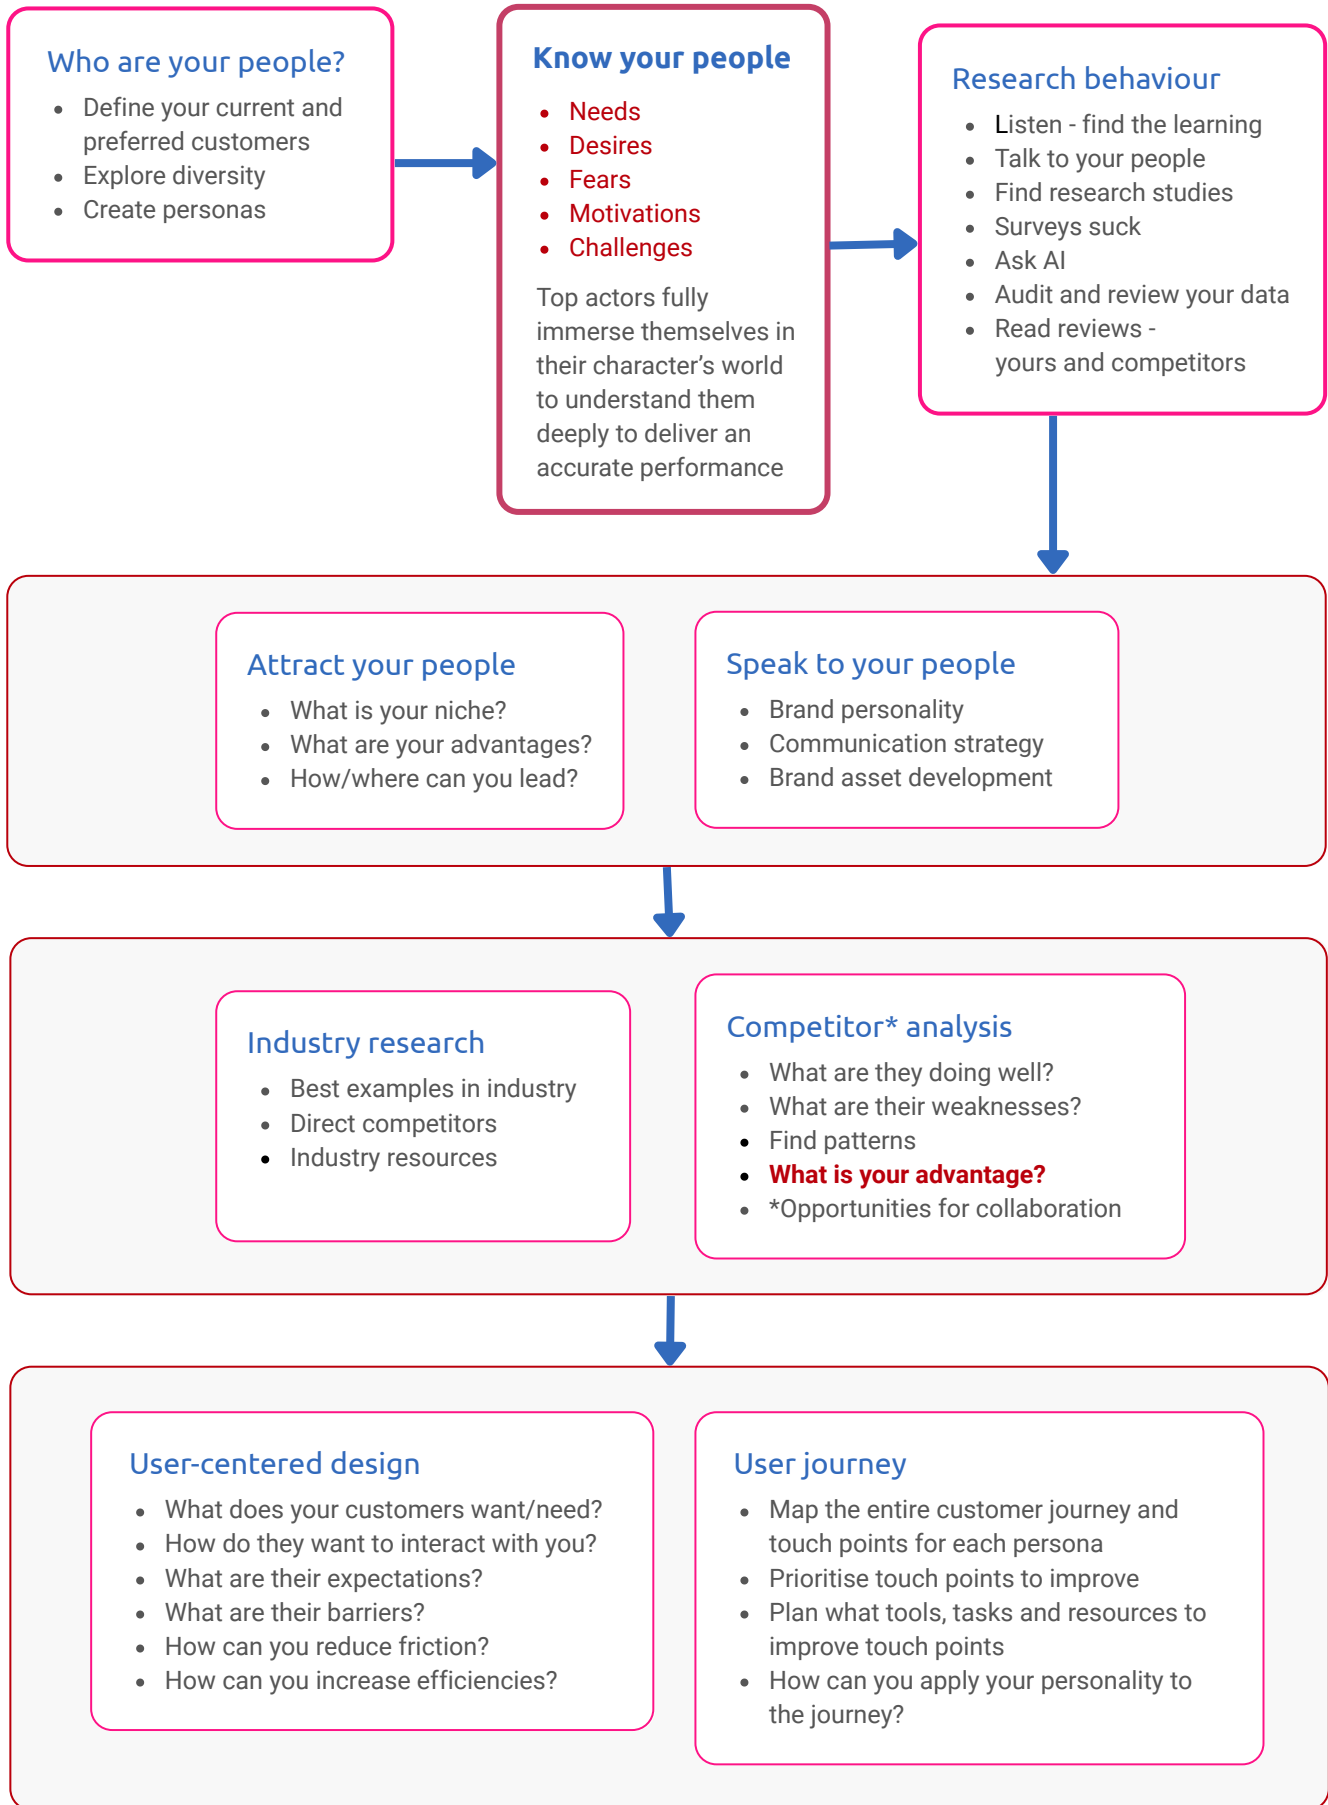 Who are your people?
• Define your current and
preferred customers
• Explore diversity
• Create personas
Know your people
• Needs
• Desires
• Fears
• Motivations
• Challenges
Top actors fully
immerse themselves in
their character’s world
to understand them
deeply to deliver an
accurate performance
Research behaviour
• Listen - find the learning
• Talk to your people
• Find research studies
• Surveys suck
• Ask AI
• Audit and review your data
• Read reviews -
yours and competitors
Attract your people
• What is your niche?
• What are your advantages?
• How/where can you lead?
Speak to your people
• Brand personality
• Communication strategy
• Brand asset development
Industry research
• Best examples in industry
• Direct competitors
• Industry resources
Competitor* analysis
• What are they doing well?
• What are their weaknesses?
• Find patterns
• What is your advantage?
• *Opportunities for collaboration
User-centered design
• What does your customers want/need?
• How do they want to interact with you?
• What are their expectations?
• What are their barriers?
• How can you reduce friction?
• How can you increase efficiencies?
User journey
• Map the entire customer journey and
touch points for each persona
• Prioritise touch points to improve
• Plan what tools, tasks and resources to
improve touch points
• How can you apply your personality to
the journey?